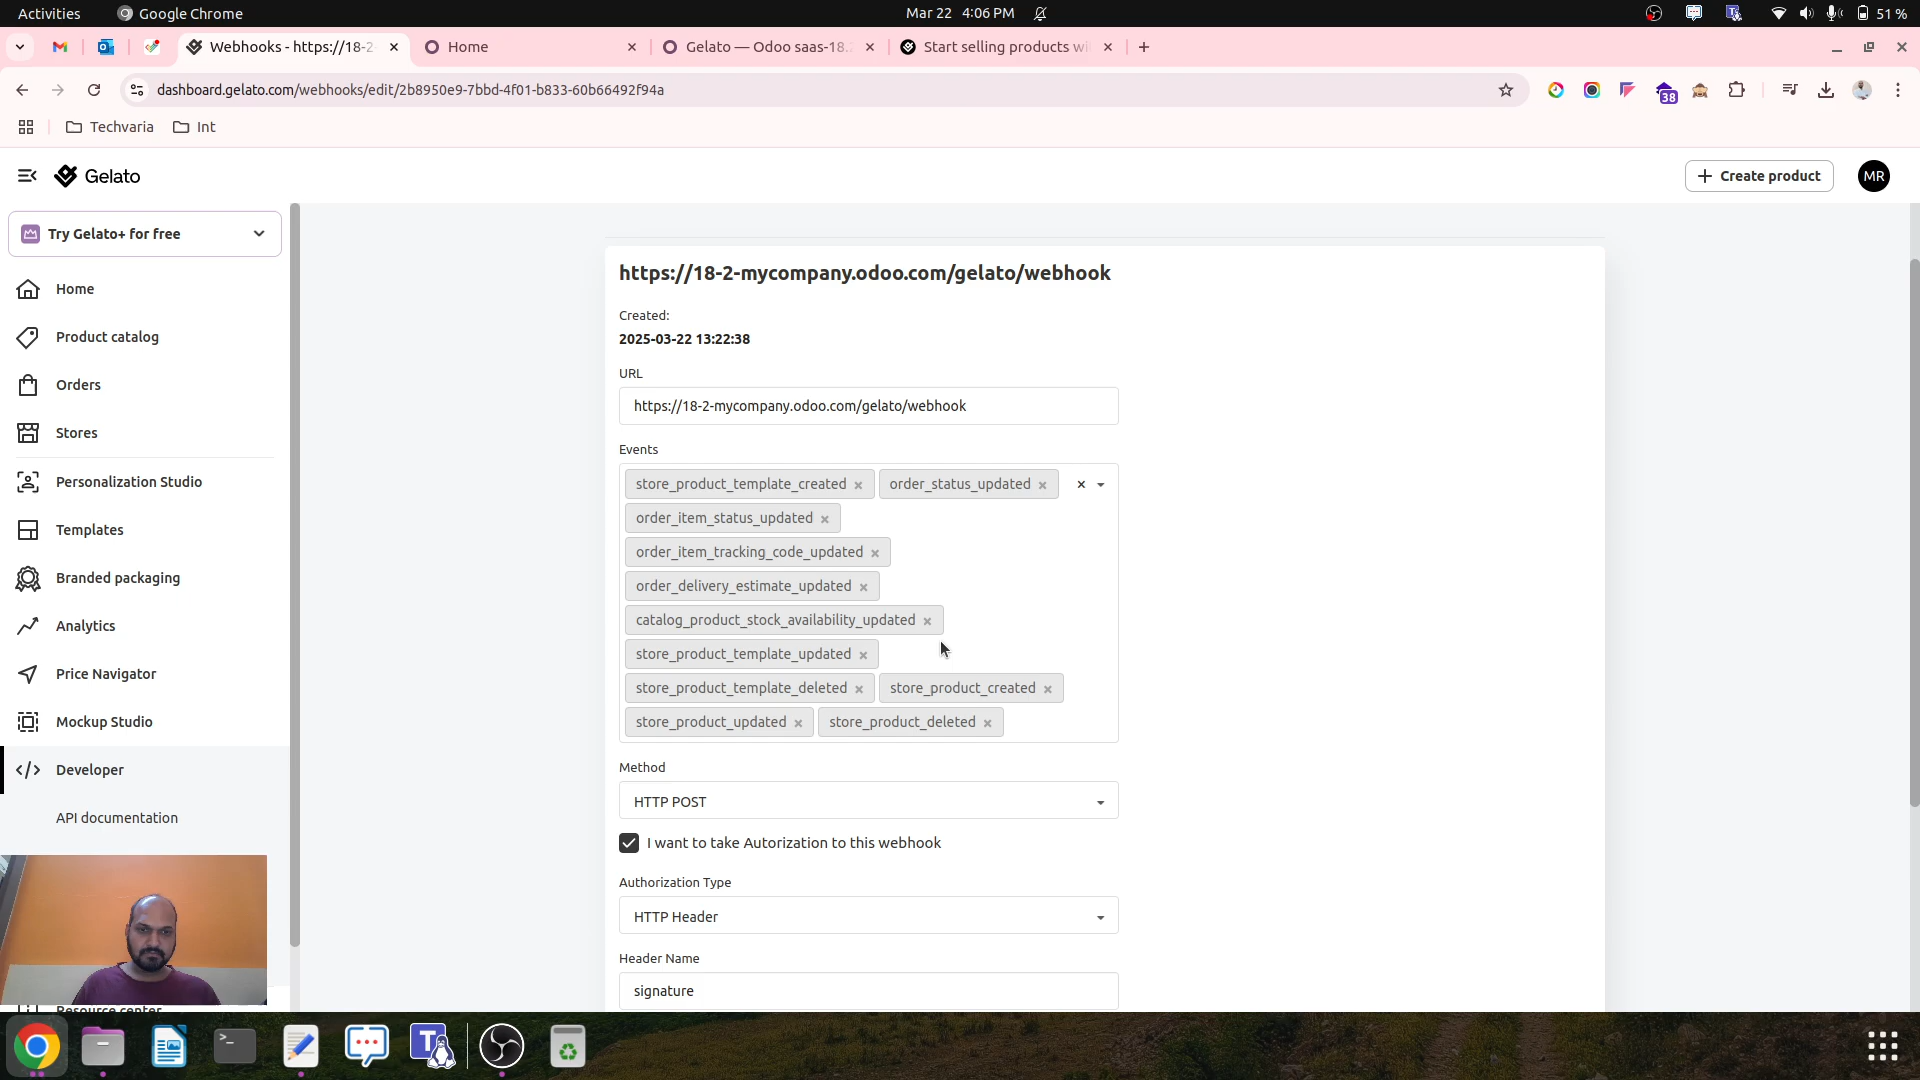 Activities
Google Chrome
Mar 22 4:06 PM
51 %
Webhooks - https://18-2
Home
Gelato — Odoo saas-18.
Start selling products wi
dashboard.gelato.com/webhooks/edit/2b8950e9-7bbd-4f01-b833-60b66492f94a
38
Techvaria
Int
Gelato
Create product
MR
Try Gelato+ for free
Home
Product catalog
Orders
Stores
Personalization Studio
Templates
Branded packaging
Analytics
Price Navigator
Mockup Studio
Developer
API documentation
Resource center
https://18-2-mycompany.odoo.com/gelato/webhook
Created:
2025-03-22 13:22:38
URL
https://18-2-mycompany.odoo.com/gelato/webhook
Events
store_product_template_created × order_status_updated ×
order_item_status_updated ×
order_item_tracking_code_updated ×
order_delivery_estimate_updated ×
catalog_product_stock_availability_updated ×
store_product_template_updated ×
store_product_template_deleted × store_product_created ×
store_product_updated × store_product_deleted ×
Method
HTTP POST
I want to take Autorization to this webhook
Authorization Type
HTTP Header
Header Name
signature